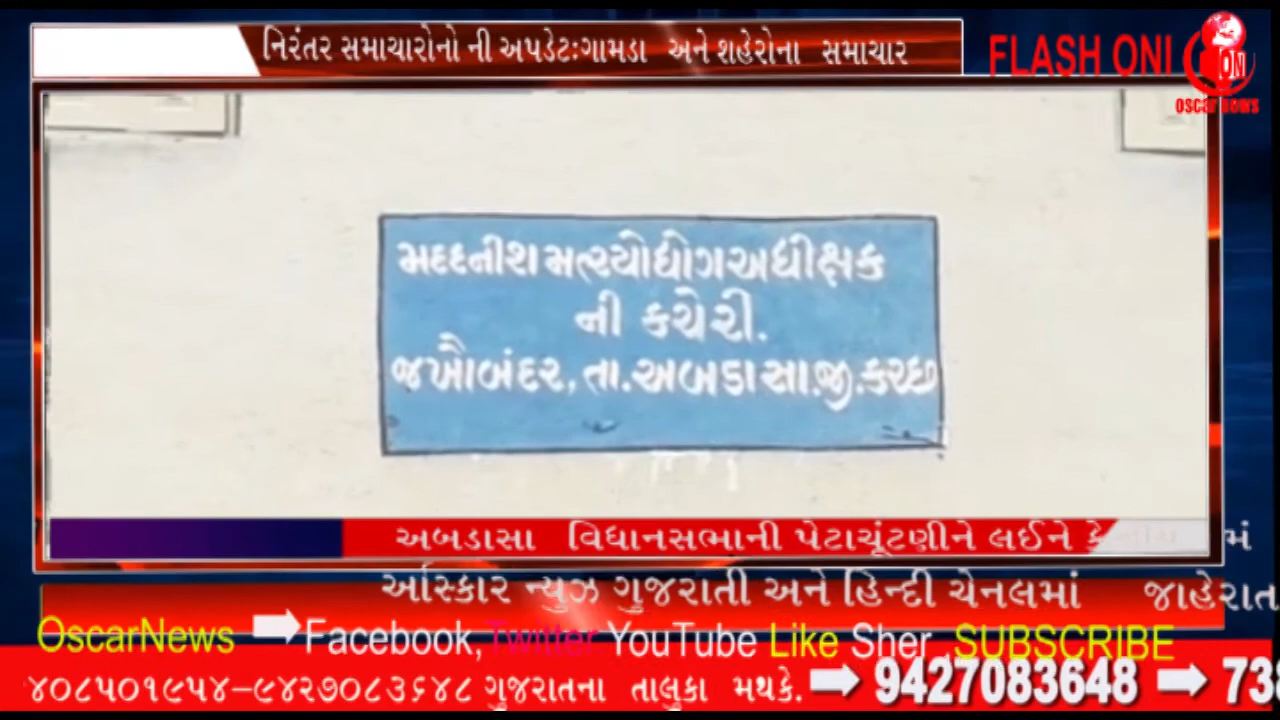 નિરંતર સમાચારોનો ની અપડેટઃગામડા અને શહેરોના સમાચાર
FLASH ONI
ON
oscar news
મદદનીશ મત્સ્યોદ્યોગ અધીક્ષક
ની કચેરી.
જખૌબંદર, તા.અબડાસા.જી.કચ્છ
અબડાસા વિધાનસભાની પેટાચૂંટણીને લઈને
ઓસ્કાર ન્યુઝ ગુજરાતી અને હિન્દી ચેનલમાં જાહેરાત
OscarNews Facebook, Twitter YouTube Like Sher .SUBSCRIBE
૪૦૮૫૦૧૯૫૪-૯૪૨૭૦૮૩૬૪૮ ગુજરાતના તાલુકા મથકે. 9427083648